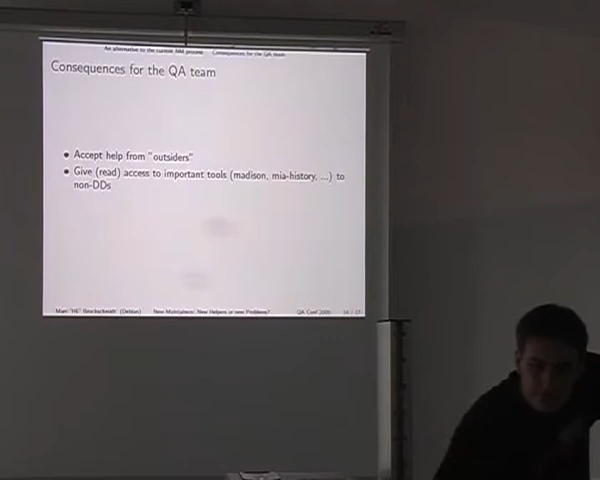 An alternative to the current NM process Consequences for the QA team
Consequences for the QA team
• Accept help from "outsiders"
• Give (read) access to important tools (madison, mia-history, ...) to
non-DDs
Marc "HE" Brockschmidt (Debian) New Maintainers: New Helpers or new Problems? QA Conf 2005